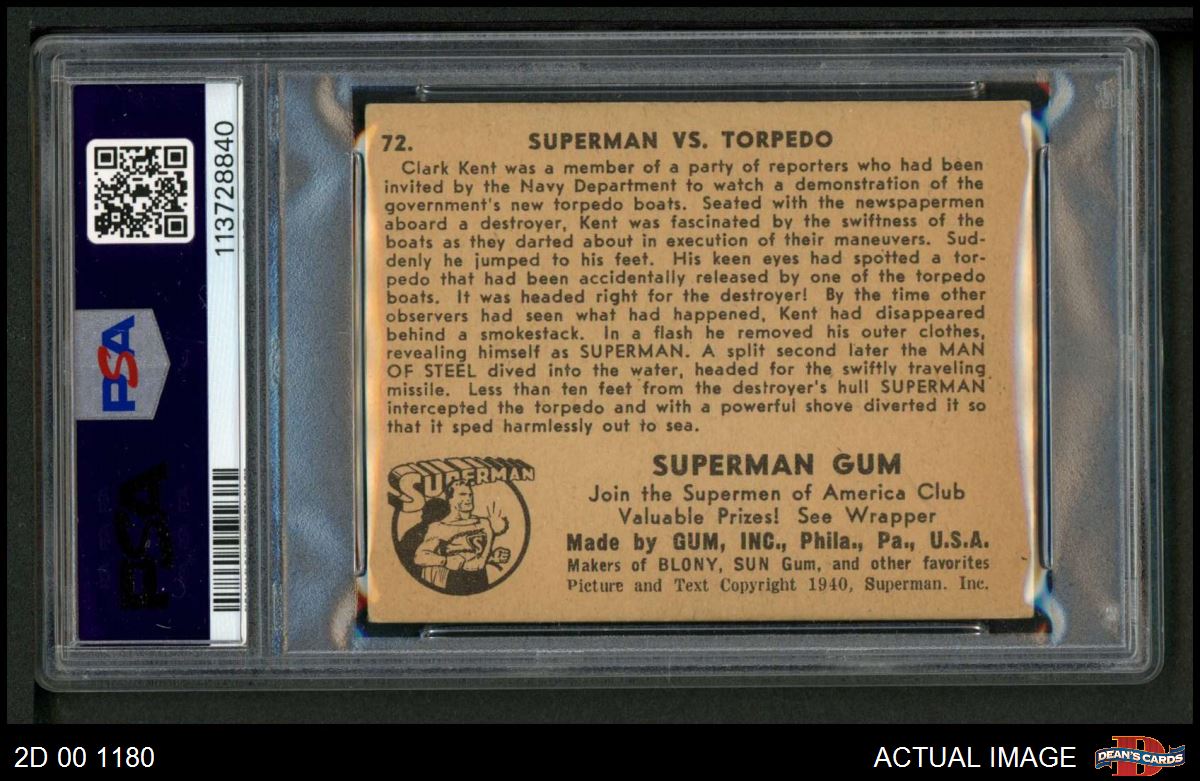 113728840
PSA
PSA
72. SUPERMAN VS. TORPEDO
Clark Kent was a member of a party of reporters who had been
invited by the Navy Department to watch a demonstration of the
government's new torpedo boats. Seated with the newspapermen
aboard a destroyer, Kent was fascinated by the swiftness of the
boats as they darted about in execution of their maneuvers. Sud-
denly he jumped to his feet. His keen eyes had spotted a tor-
pedo that had been accidentally released by one of the torpedo
boats. It was headed right for the destroyer! By the time other
observers had seen what had happened, Kent had disappeared
behind a smokestack. In a flash he removed his outer clothes,
revealing himself as SUPERMAN. A split second later the MAN
OF STEEL dived into the water, headed for the swiftly traveling
missile. Less than ten feet from the destroyer's hull SUPERMAN
intercepted the torpedo and with a powerful shove diverted it so
that it sped harmlessly out to sea.
SUPERMAN
S
SUPERMAN GUM
Join the Supermen of America Club
Valuable Prizes! See Wrapper
Made by GUM, INC., Phila., Pa., U.S.A.
Makers of BLONY, SUN Gum, and other favorites
Picture and Text Copyright 1940, Superman. Inc.
2D 00 1180
ACTUAL IMAGE
D
DEAN'S CARDS